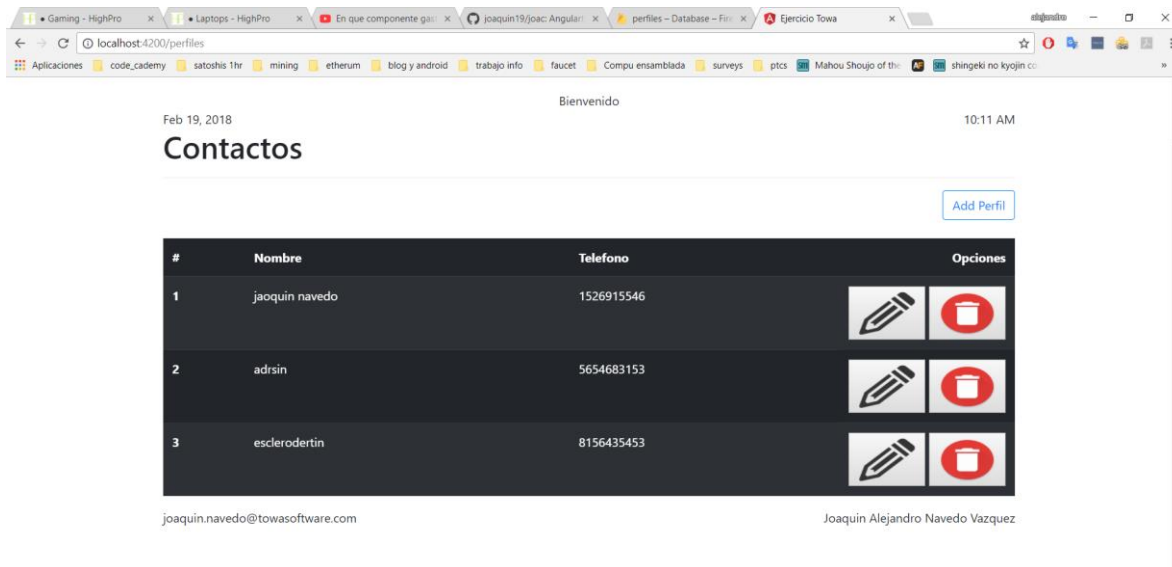 • Gaming - HighPro
• Laptops - HighPro
En que componente gas
joaquin19/joac: Angular
perfiles – Database – Fire
Ejercicio Towa
alejandro
localhost:4200/perfiles
Aplicaciones
code_cademy
satoshis 1hr
mining
etherum
blog y android
trabajo info
faucet
Compu ensamblada
surveys
ptcs
Mahou Shoujo of the
shingeki no kyojin co
Bienvenido
Feb 19, 2018
10:11 AM
Contactos
Add Perfil
# Nombre Telefono Opciones
1 jaoquin navedo 1526915546
2 adrsin 5654683153
3 esclerodertin 8156435453
joaquin.navedo@towasoftware.com
Joaquin Alejandro Navedo Vazquez